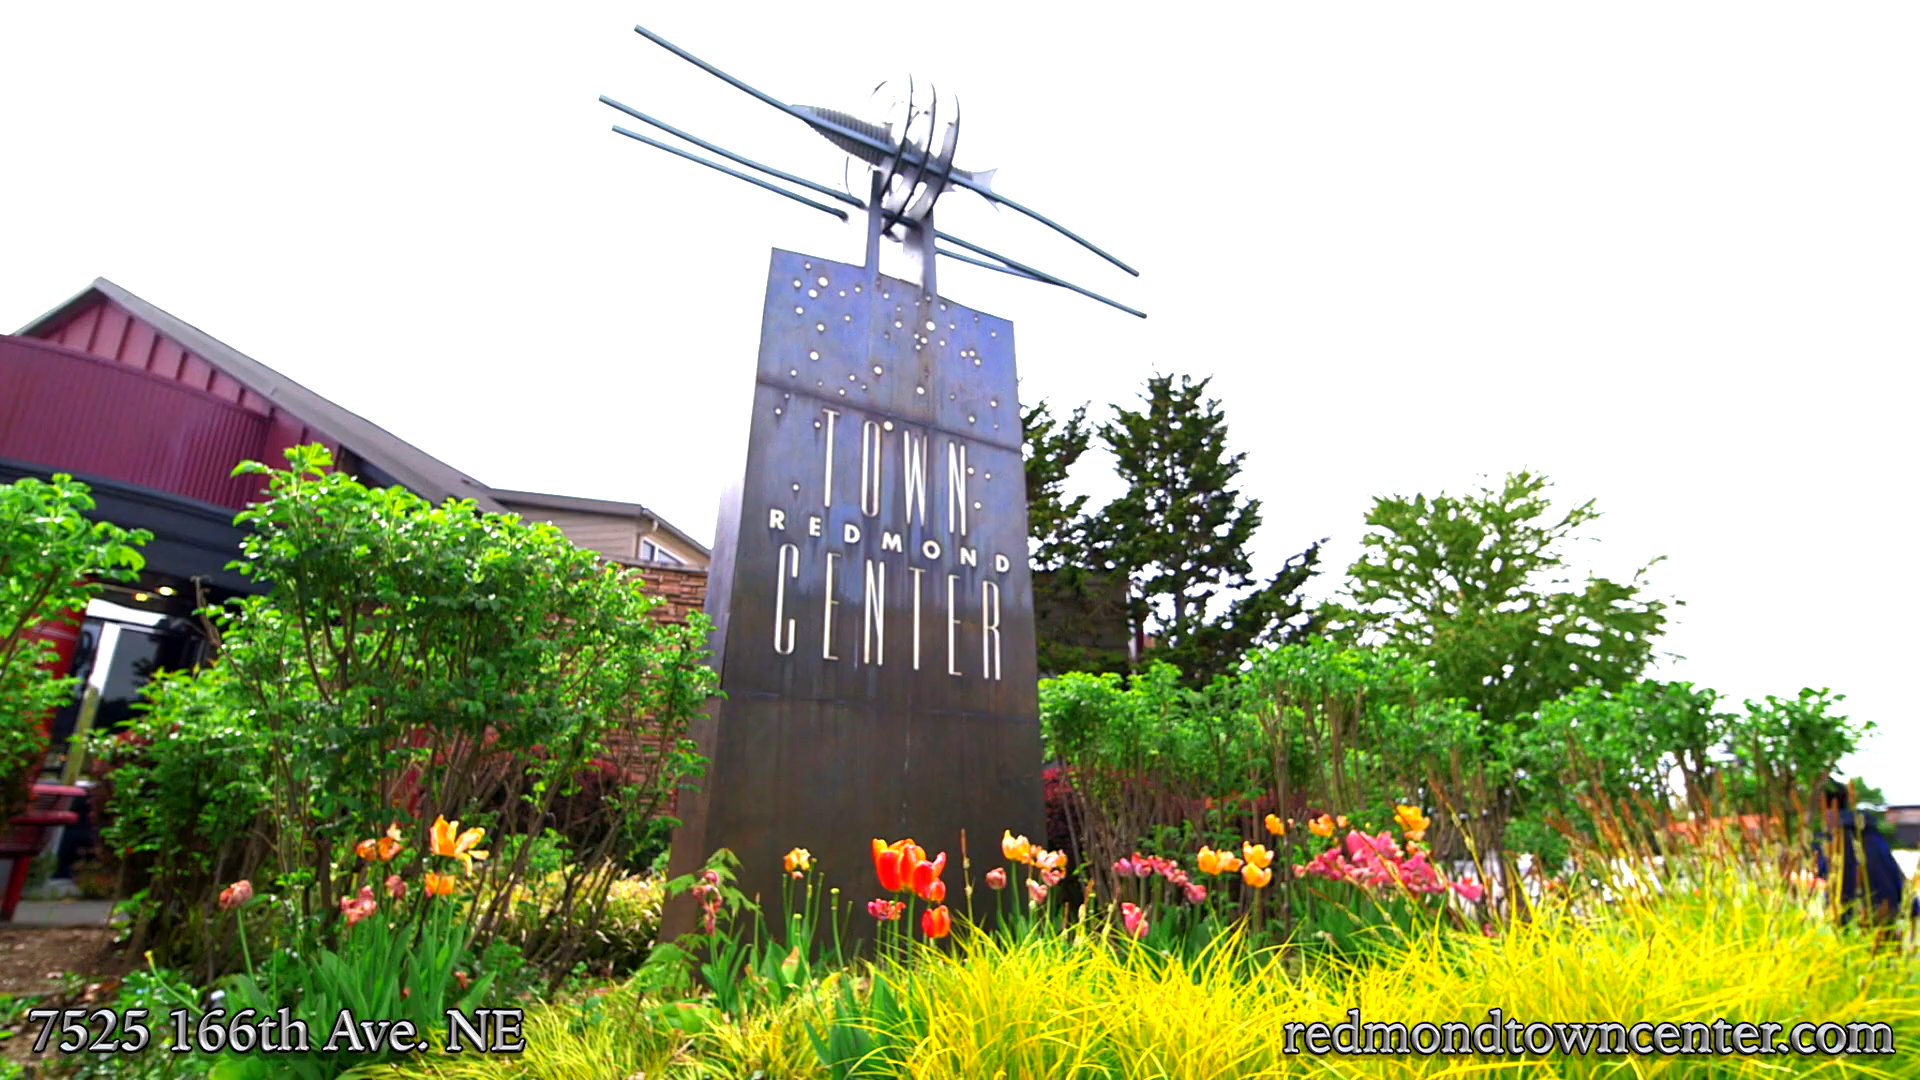 TOWN
REDMOND
CENTER
7525 166th Ave. NE
redmondtowncenter.com